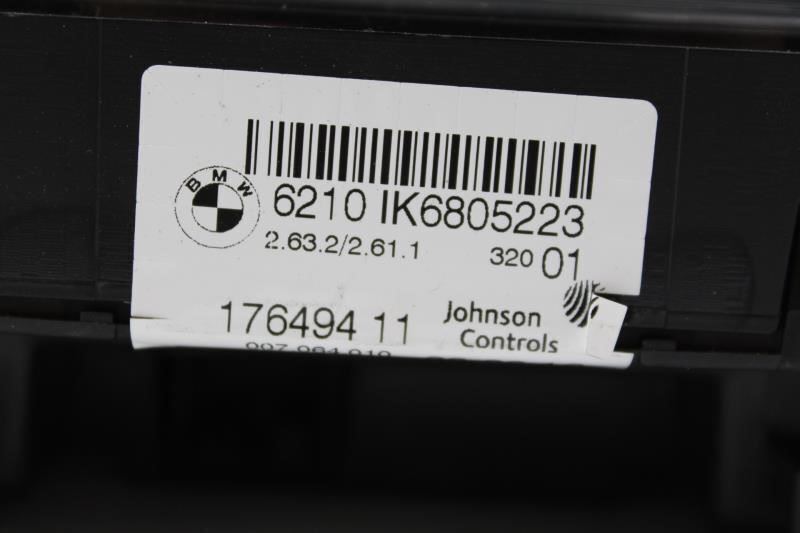 BMW
6210 IK6805223
2.63.2/2.61.1 320 01
176494 11
Johnson
Controls